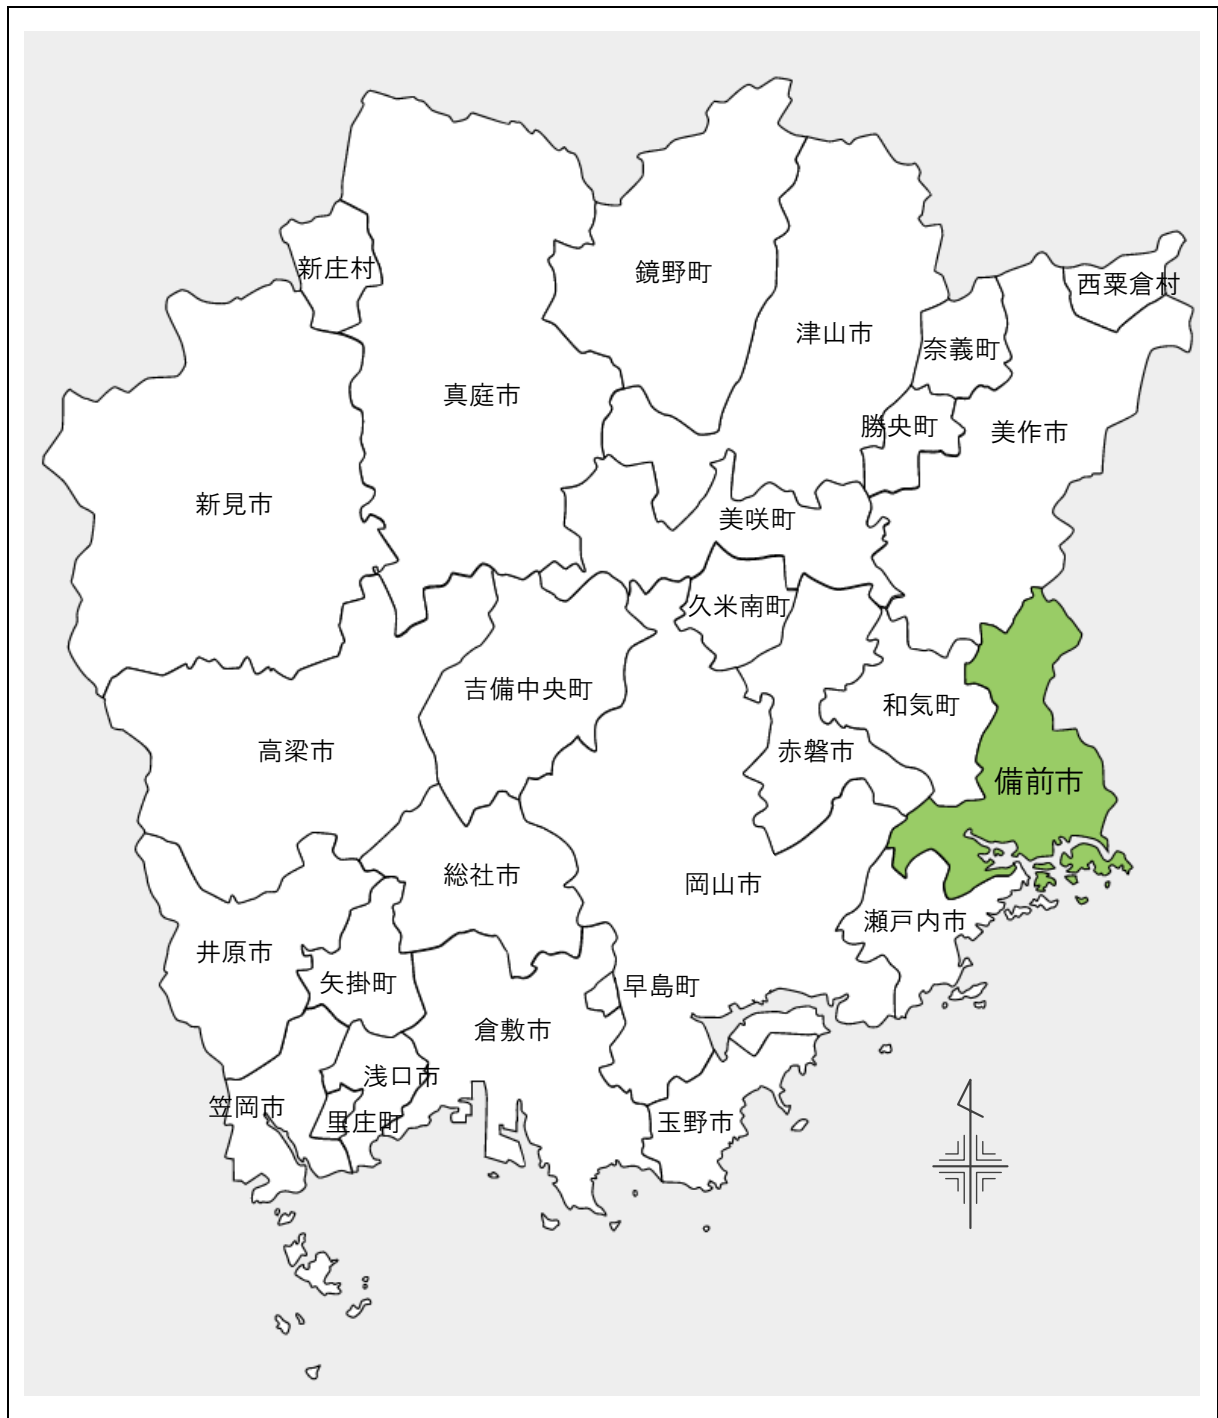 新庄村
鏡野町
西粟倉村
津山市
奈義町
真庭市
勝央町
美作市
新見市
美咲町
久米南町
吉備中央町
和気町
高梁市
赤磐市
備前市
総社市
岡山市
瀬戸内市
井原市
矢掛町
早島町
倉敷市
浅口市
笠岡市
里庄町
玉野市